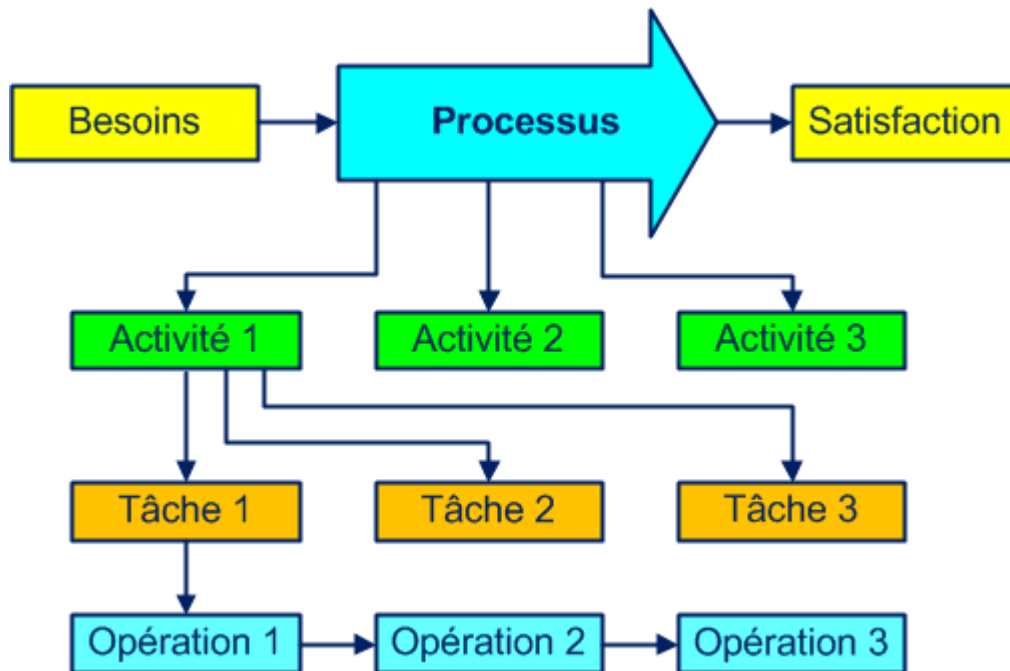 Besoins
Processus
Satisfaction
Activité 1
Activité 2
Activité 3
Tâche 1
Tâche 2
Tâche 3
Opération 1
Opération 2
Opération 3